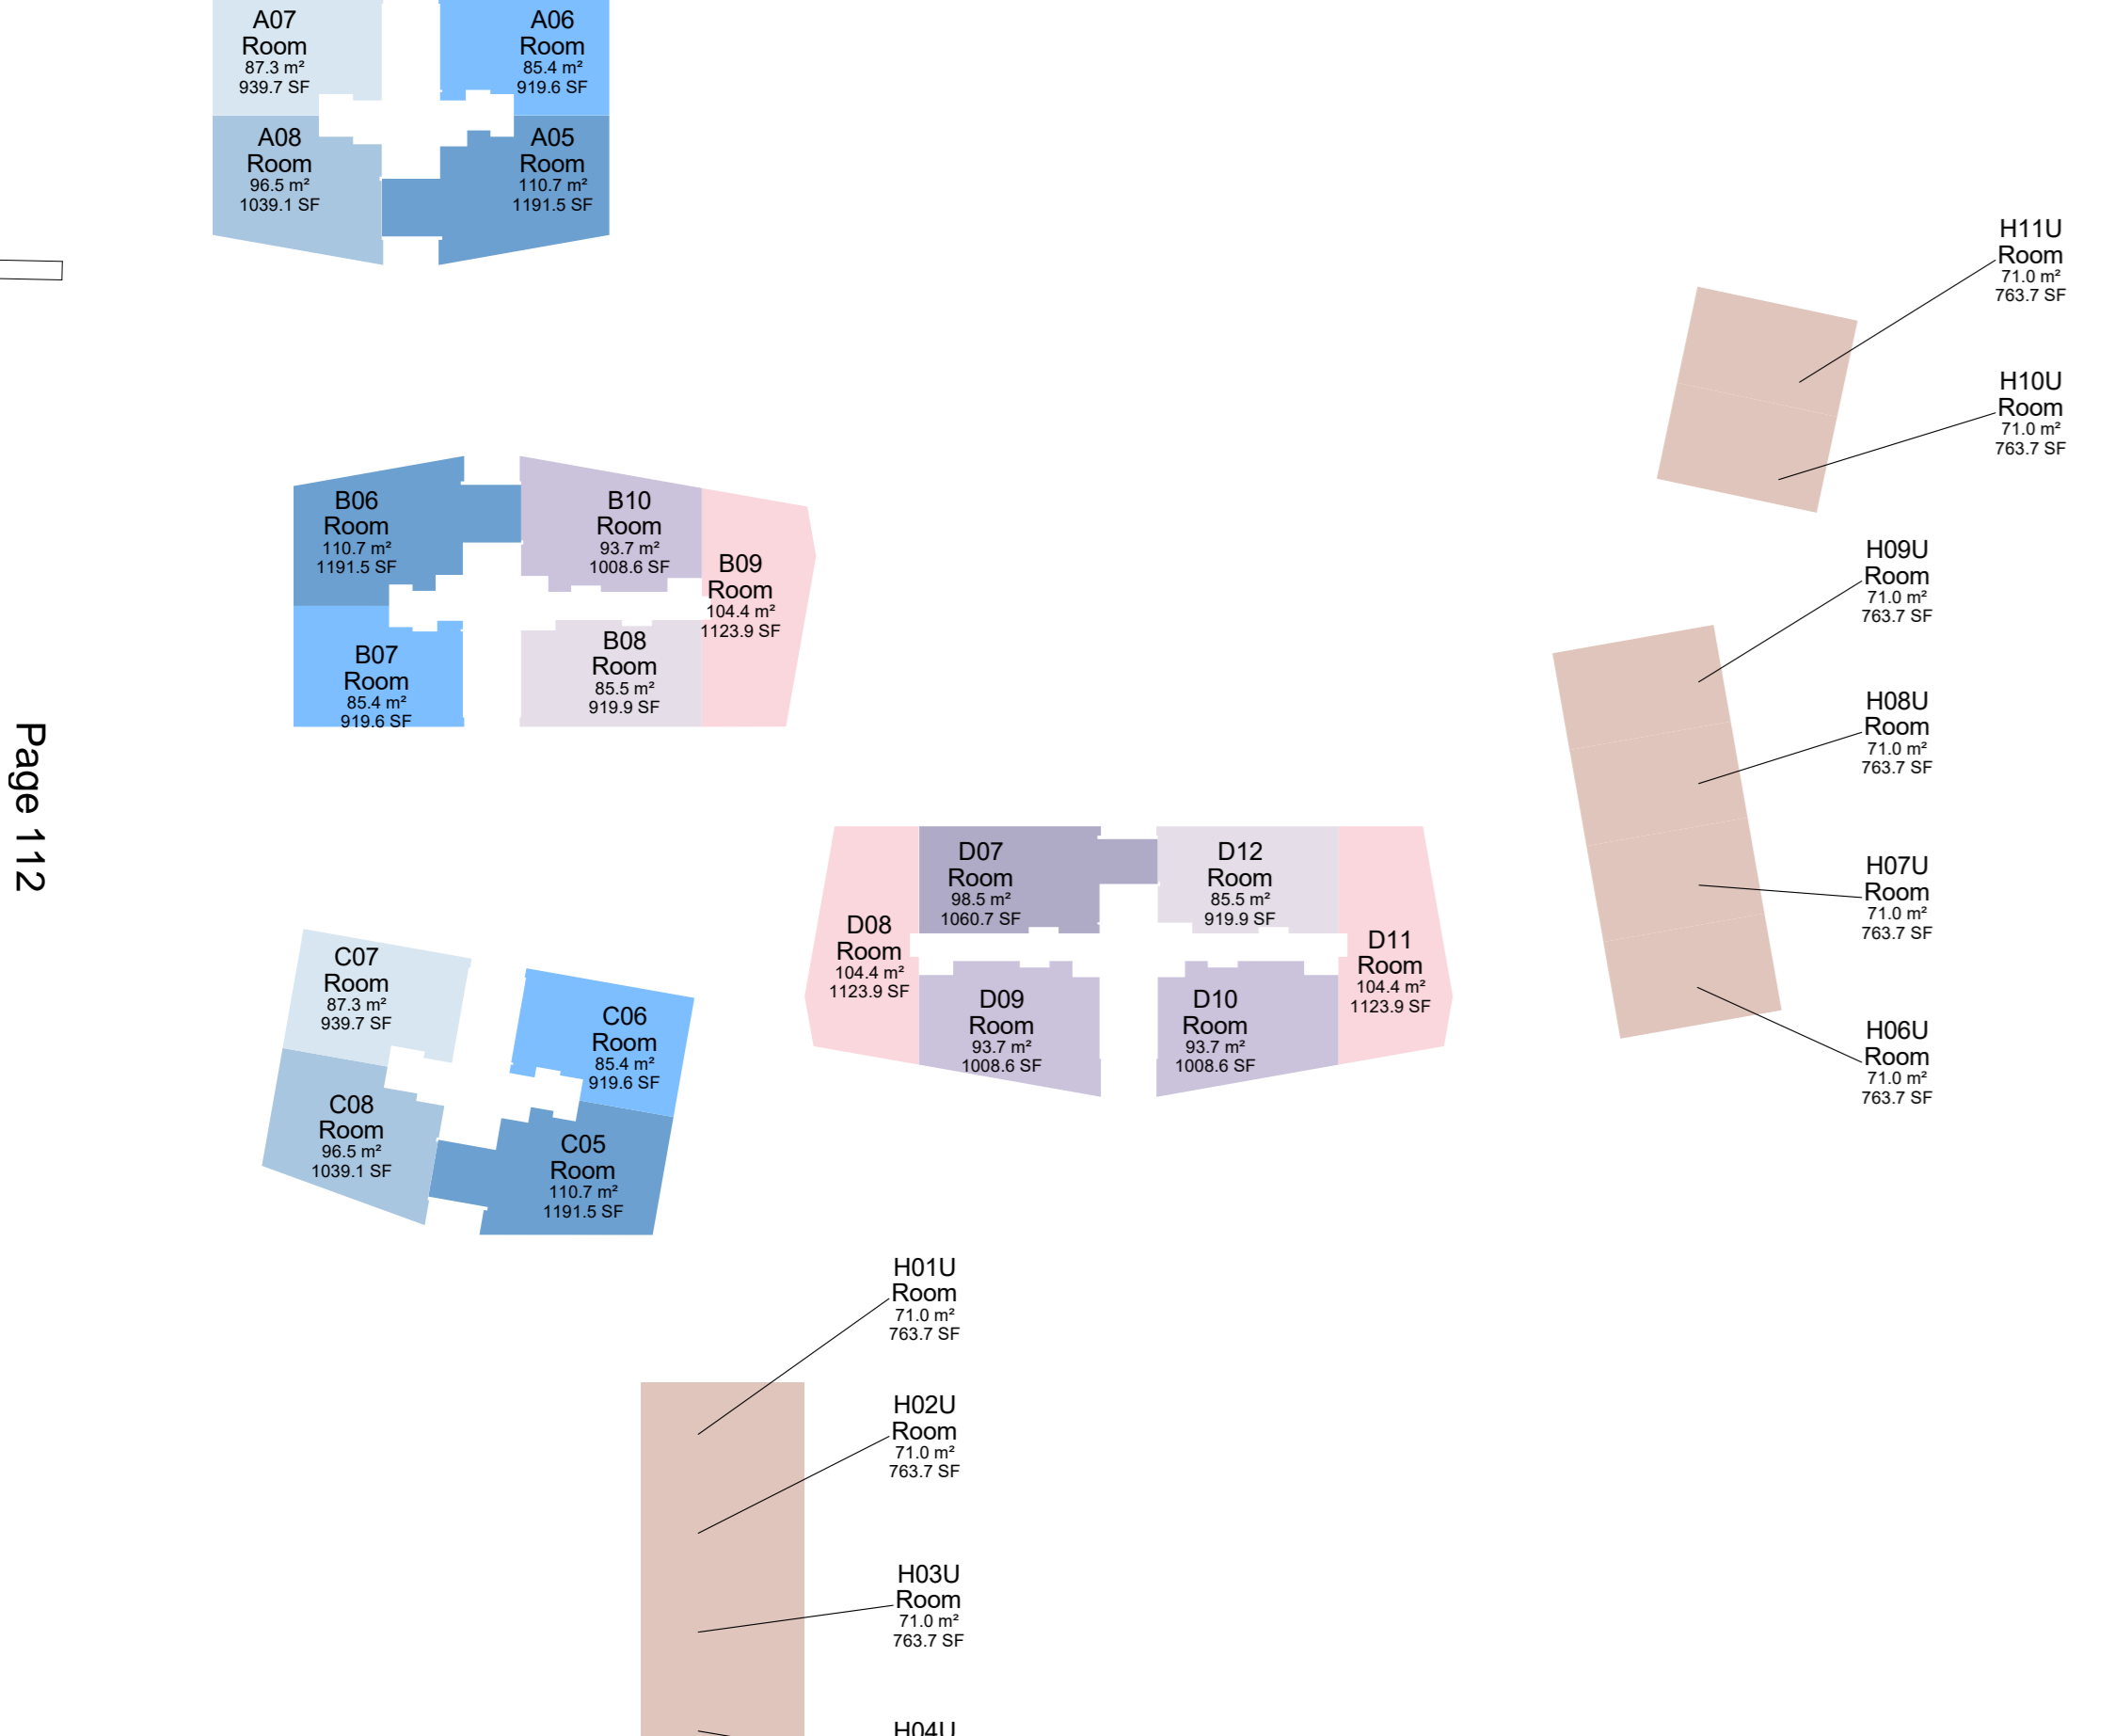 A07
Room
87.3 m²
939.7 SF
A06
Room
85.4 m²
919.6 SF
A08
Room
96.5 m²
1039.1 SF
A05
Room
110.7 m²
1191.5 SF
H11U
Room
71.0 m²
763.7 SF
H10U
Room
71.0 m²
763.7 SF
B06
Room
110.7 m²
1191.5 SF
B10
Room
93.7 m²
1008.6 SF
B09
Room
104.4 m²
1123.9 SF
B07
Room
85.4 m²
919.6 SF
B08
Room
85.5 m²
919.9 SF
H09U
Room
71.0 m²
763.7 SF
H08U
Room
71.0 m²
763.7 SF
H07U
Room
71.0 m²
763.7 SF
H06U
Room
71.0 m²
763.7 SF
Page 112
D07
Room
98.5 m²
1060.7 SF
D12
Room
85.5 m²
919.9 SF
D08
Room
104.4 m²
1123.9 SF
D11
Room
104.4 m²
1123.9 SF
D09
Room
93.7 m²
1008.6 SF
D10
Room
93.7 m²
1008.6 SF
C07
Room
87.3 m²
939.7 SF
C06
Room
85.4 m²
919.6 SF
C08
Room
96.5 m²
1039.1 SF
C05
Room
110.7 m²
1191.5 SF
H01U
Room
71.0 m²
763.7 SF
H02U
Room
71.0 m²
763.7 SF
H03U
Room
71.0 m²
763.7 SF
H04U